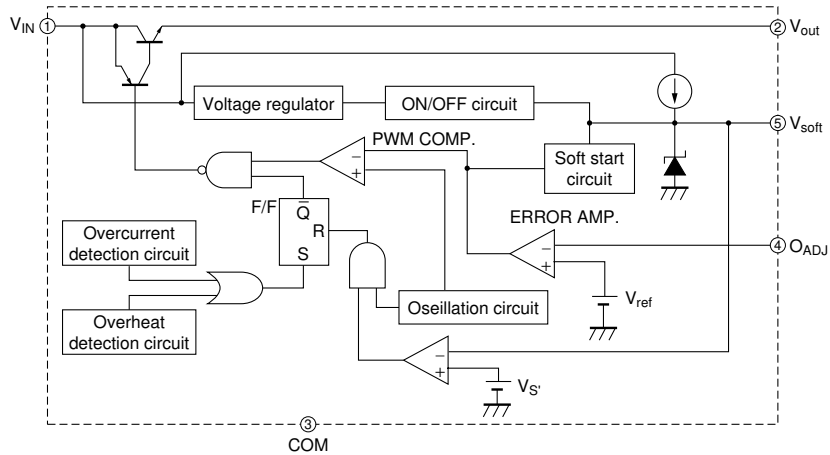 VIN ①
② Vout
Voltage regulator
ON/OFF circuit
⑤ Vsoft
PWM COMP.
−
+
Soft start
circuit
F/F
Q̅
R
S
ERROR AMP.
−
+
④ OADJ
Overcurrent
detection circuit
Overheat
detection circuit
Oseillation circuit
Vref
−
+
VS'
③
COM